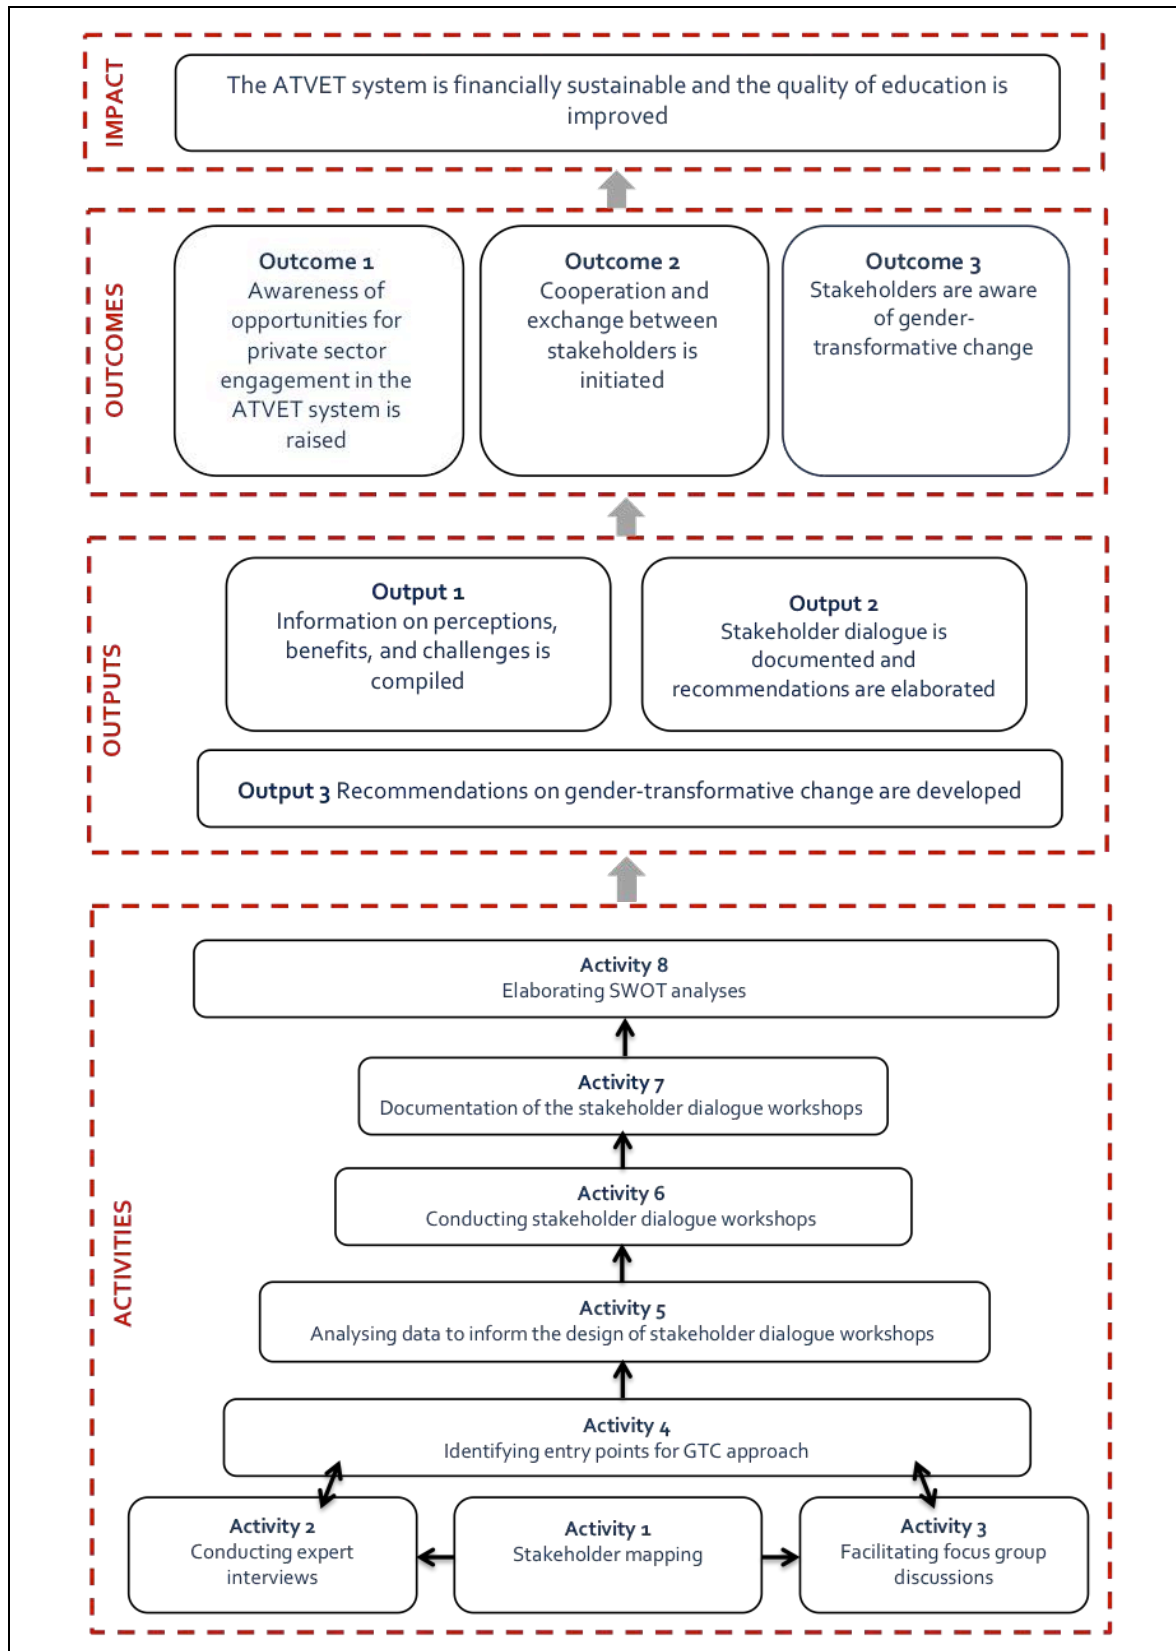 IMPACT
The ATVET system is financially sustainable and the quality of education is
improved
OUTCOMES
Outcome 1
Awareness of
opportunities for
private sector
engagement in the
ATVET system is
raised
Outcome 2
Cooperation and
exchange between
stakeholders is
initiated
Outcome 3
Stakeholders are aware
of gender-
transformative change
OUTPUTS
Output 1
Information on perceptions,
benefits, and challenges is
compiled
Output 2
Stakeholder dialogue is
documented and
recommendations are elaborated
Output 3 Recommendations on gender-transformative change are developed
ACTIVITIES
Activity 8
Elaborating SWOT analyses
Activity 7
Documentation of the stakeholder dialogue workshops
Activity 6
Conducting stakeholder dialogue workshops
Activity 5
Analysing data to inform the design of stakeholder dialogue workshops
Activity 4
Identifying entry points for GTC approach
Activity 2
Conducting expert
interviews
Activity 1
Stakeholder mapping
Activity 3
Facilitating focus group
discussions